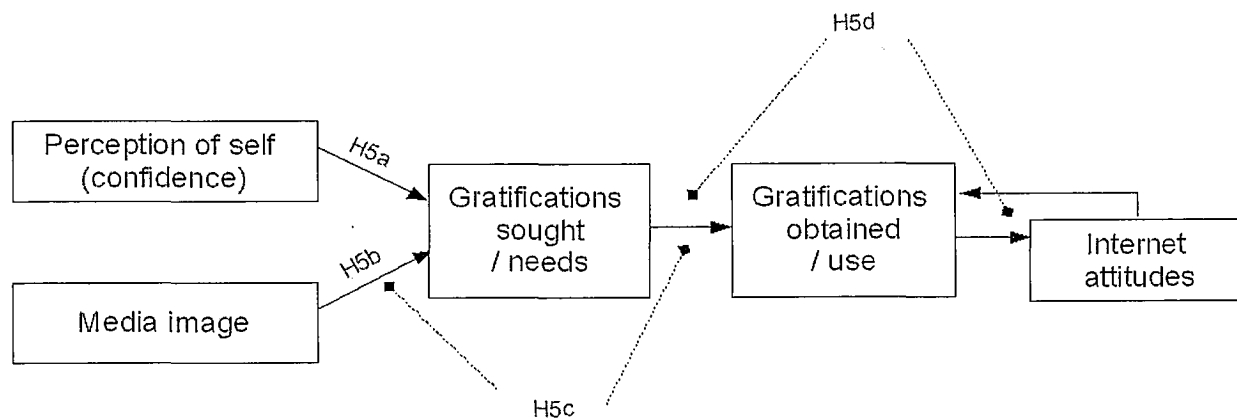 H5d
Perception of self
(confidence)
H5a
Gratifications
sought
/ needs
Gratifications
obtained
/ use
Internet
attitudes
H5b
Media image
H5c